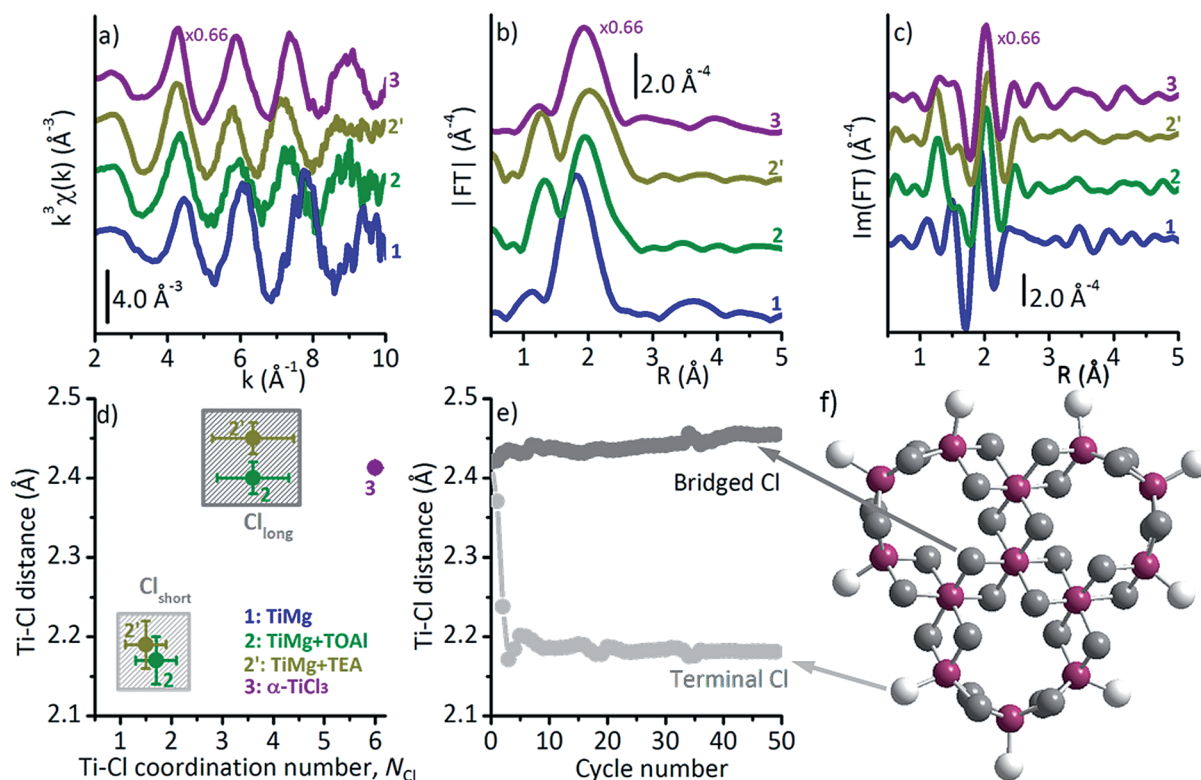 a)
x0.66
3
2'
2
1
4.0 Å⁻³
k³χ(k) (Å⁻³)
2 4 6 8 10
k (Å⁻¹)
b)
x0.66
2.0 Å⁻⁴
3
2'
2
1
|FT| (Å⁻⁴)
1 2 3 4 5
R (Å)
c)
x0.66
3
2'
2
1
2.0 Å⁻⁴
Im(FT) (Å⁻⁴)
1 2 3 4 5
R (Å)
d)
2.5
2.4
2.3
2.2
2.1
Ti-Cl distance (Å)
2'
2
3
Cl_long
Cl_short
2'
2
1: TiMg
2: TiMg+TOAl
2': TiMg+TEA
3: α-TiCl₃
1 2 3 4 5 6
Ti-Cl coordination number, N_Cl
e)
2.5
2.4
2.3
2.2
2.1
Ti-Cl distance (Å)
Bridged Cl
Terminal Cl
0 10 20 30 40 50
Cycle number
f)